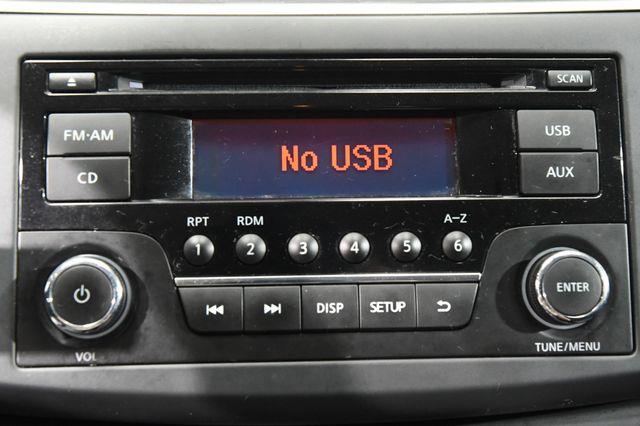 SCAN
FM·AM
USB
No USB
CD
AUX
RPT RDM A-Z
1 2 3 4 5 6
DISP SETUP
ENTER
VOL
TUNE/MENU